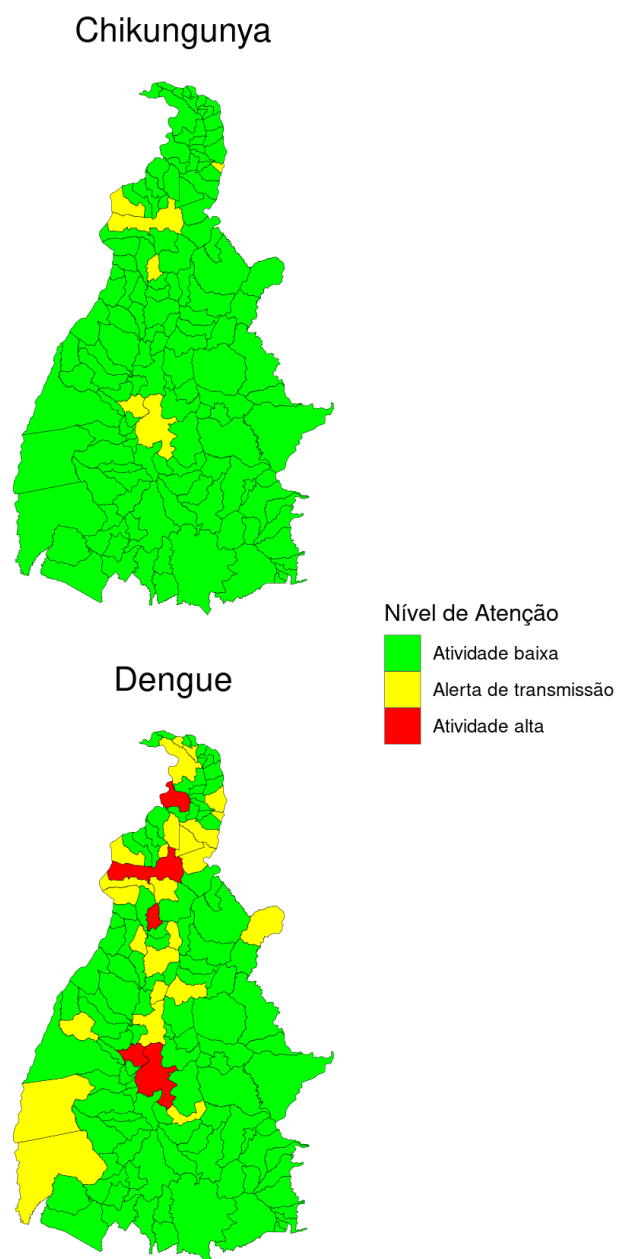 Chikungunya
Nível de Atenção
Atividade baixa
Alerta de transmissão
Atividade alta
Dengue